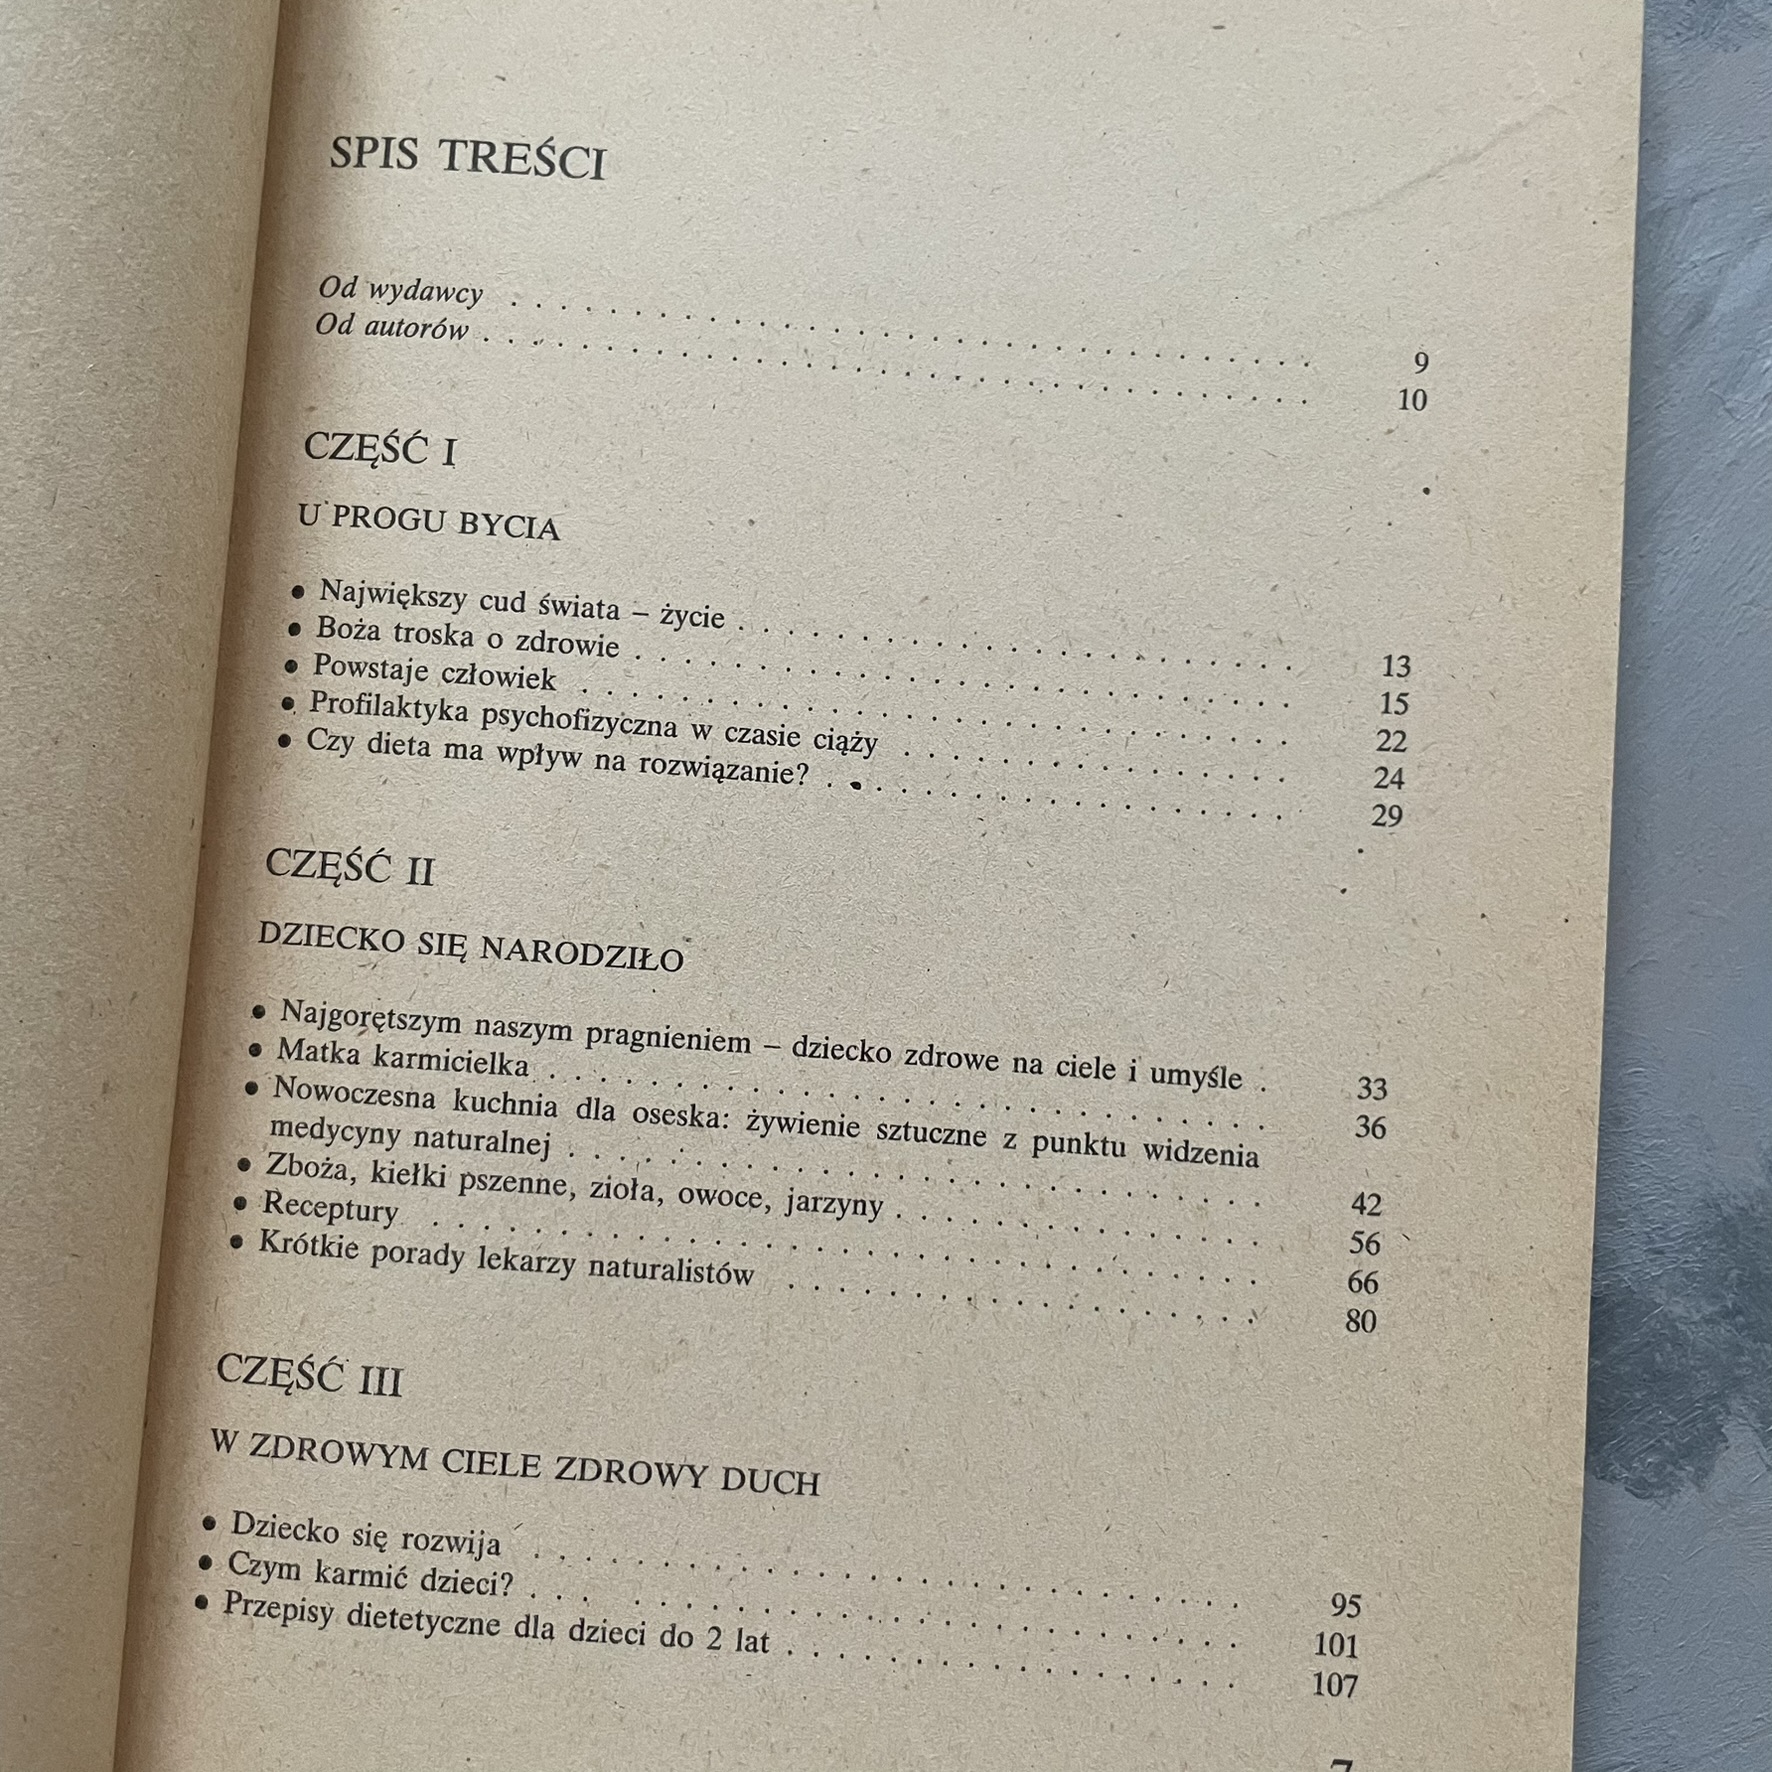 SPIS TREŚCI
Od wydawcy . . . . . . . . . . . . . . . . . . . . . . . . . . . . . . . . . 9
Od autorów . . . . . . . . . . . . . . . . . . . . . . . . . . . . . . . . . . 10
CZĘŚĆ I
U PROGU BYCIA
● Największy cud świata – życie . . . . . . . . . . . . . . . . . . . . . . . 13
● Boża troska o zdrowie . . . . . . . . . . . . . . . . . . . . . . . . . . . 15
● Powstaje człowiek . . . . . . . . . . . . . . . . . . . . . . . . . . . . . 22
● Profilaktyka psychofizyczna w czasie ciąży . . . . . . . . . . . . . . . . 24
● Czy dieta ma wpływ na rozwiązanie? . . . . . . . . . . . . . . . . . . . 29
CZĘŚĆ II
DZIECKO SIĘ NARODZIŁO
● Najgorętszym naszym pragnieniem – dziecko zdrowe na ciele i umyśle . 33
● Matka karmicielka . . . . . . . . . . . . . . . . . . . . . . . . . . . . . 36
● Nowoczesna kuchnia dla oseska: żywienie sztuczne z punktu widzenia
medycyny naturalnej . . . . . . . . . . . . . . . . . . . . . . . . . . . . 42
● Zboża, kiełki pszenne, zioła, owoce, jarzyny . . . . . . . . . . . . . . . 56
● Receptury . . . . . . . . . . . . . . . . . . . . . . . . . . . . . . . . . 66
● Krótkie porady lekarzy naturalistów . . . . . . . . . . . . . . . . . . . 80
CZĘŚĆ III
W ZDROWYM CIELE ZDROWY DUCH
● Dziecko się rozwija . . . . . . . . . . . . . . . . . . . . . . . . . . . . . 95
● Czym karmić dzieci? . . . . . . . . . . . . . . . . . . . . . . . . . . . . 101
● Przepisy dietetyczne dla dzieci do 2 lat . . . . . . . . . . . . . . . . . . 107
7